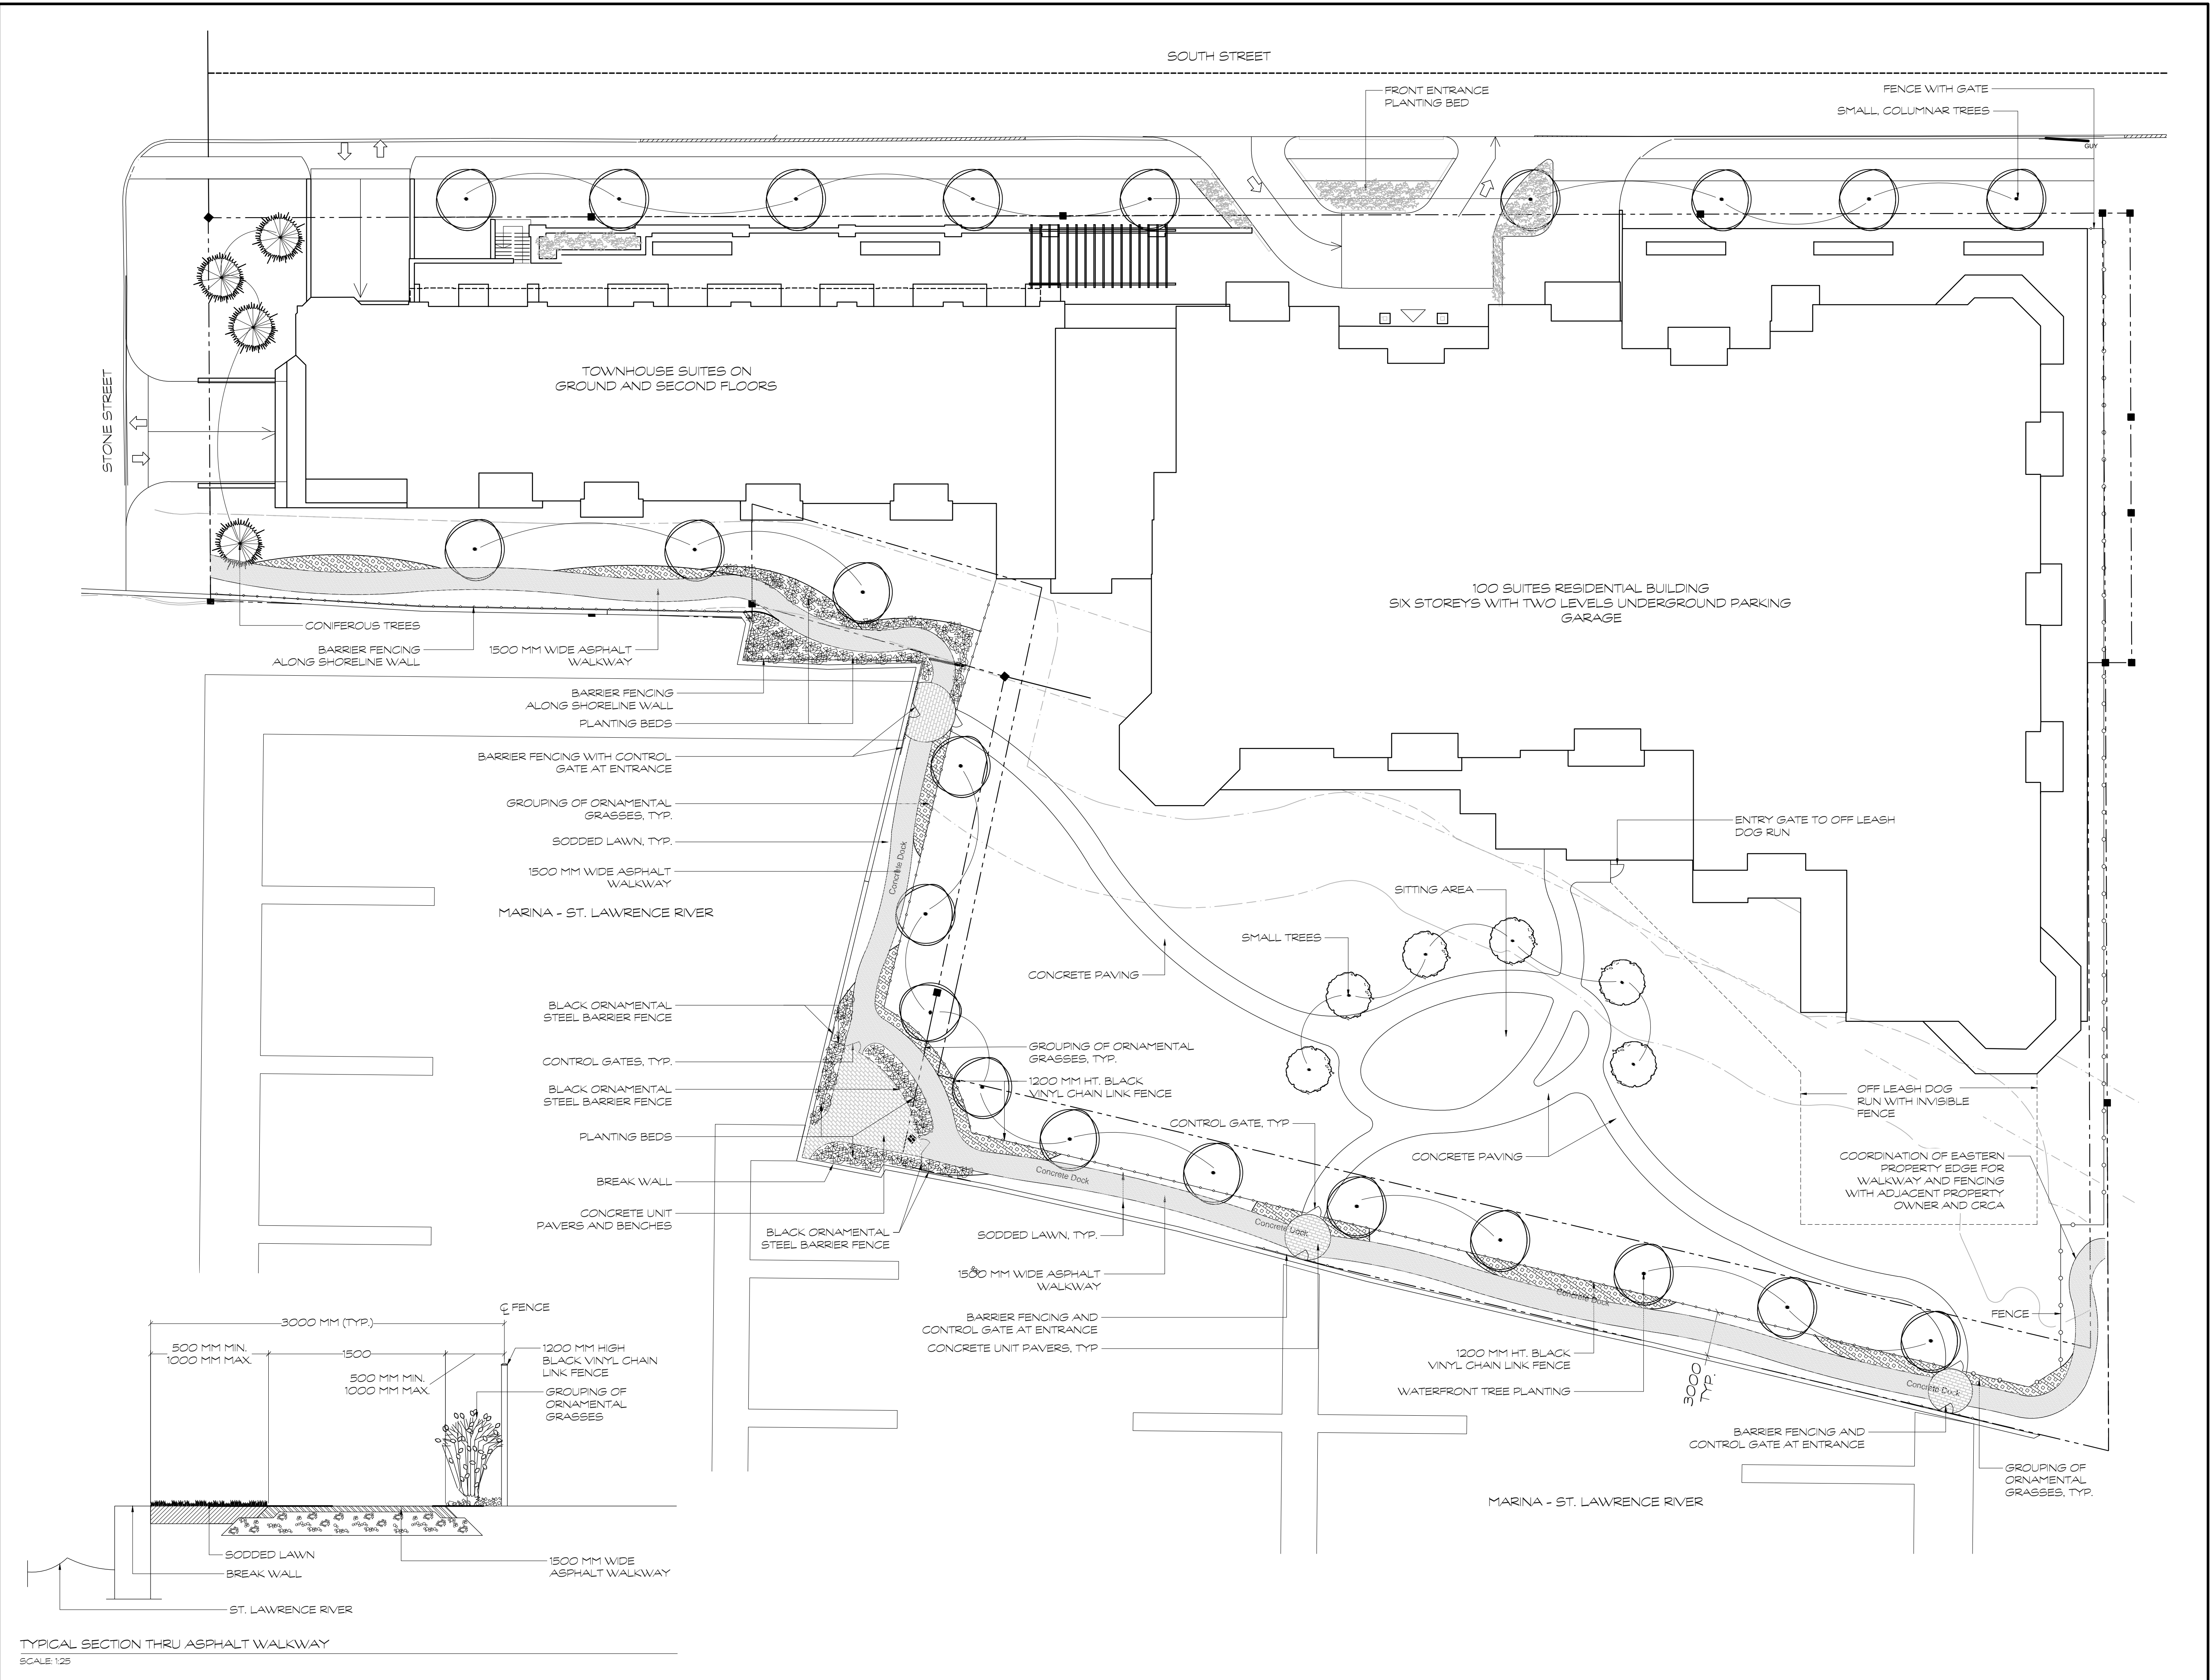 SOUTH STREET
FRONT ENTRANCE
PLANTING BED
FENCE WITH GATE
SMALL, COLUMNAR TREES
GUY
STONE STREET
TOWNHOUSE SUITES ON
GROUND AND SECOND FLOORS
100 SUITES RESIDENTIAL BUILDING
SIX STOREYS WITH TWO LEVELS UNDERGROUND PARKING
GARAGE
CONIFEROUS TREES
BARRIER FENCING
ALONG SHORELINE WALL
1500 MM WIDE ASPHALT
WALKWAY
BARRIER FENCING
ALONG SHORELINE WALL
PLANTING BEDS
BARRIER FENCING WITH CONTROL
GATE AT ENTRANCE
GROUPING OF ORNAMENTAL
GRASSES, TYP.
SODDED LAWN, TYP.
1500 MM WIDE ASPHALT
WALKWAY
Concrete Dock
MARINA - ST. LAWRENCE RIVER
ENTRY GATE TO OFF LEASH
DOG RUN
SITTING AREA
SMALL TREES
CONCRETE PAVING
BLACK ORNAMENTAL
STEEL BARRIER FENCE
CONTROL GATES, TYP.
BLACK ORNAMENTAL
STEEL BARRIER FENCE
PLANTING BEDS
BREAK WALL
CONCRETE UNIT
PAVERS AND BENCHES
BLACK ORNAMENTAL
STEEL BARRIER FENCE
GROUPING OF ORNAMENTAL
GRASSES, TYP.
1200 MM HT. BLACK
VINYL CHAIN LINK FENCE
CONTROL GATE, TYP
CONCRETE PAVING
OFF LEASH DOG
RUN WITH INVISIBLE
FENCE
COORDINATION OF EASTERN
PROPERTY EDGE FOR
WALKWAY AND FENCING
WITH ADJACENT PROPERTY
OWNER AND CRCA
Concrete Dock
Concrete Dock
Concrete Dock
Concrete Dock
SODDED LAWN, TYP.
1500 MM WIDE ASPHALT
WALKWAY
BARRIER FENCING AND
CONTROL GATE AT ENTRANCE
CONCRETE UNIT PAVERS, TYP
FENCE
1200 MM HT. BLACK
VINYL CHAIN LINK FENCE
WATERFRONT TREE PLANTING
3000
TYP.
BARRIER FENCING AND
CONTROL GATE AT ENTRANCE
GROUPING OF
ORNAMENTAL
GRASSES, TYP.
MARINA - ST. LAWRENCE RIVER
℄ FENCE
3000 MM (TYP.)
500 MM MIN.
1000 MM MAX.
1500
500 MM MIN.
1000 MM MAX.
1200 MM HIGH
BLACK VINYL CHAIN
LINK FENCE
GROUPING OF
ORNAMENTAL
GRASSES
SODDED LAWN
BREAK WALL
1500 MM WIDE
ASPHALT WALKWAY
ST. LAWRENCE RIVER
TYPICAL SECTION THRU ASPHALT WALKWAY
SCALE: 1:25